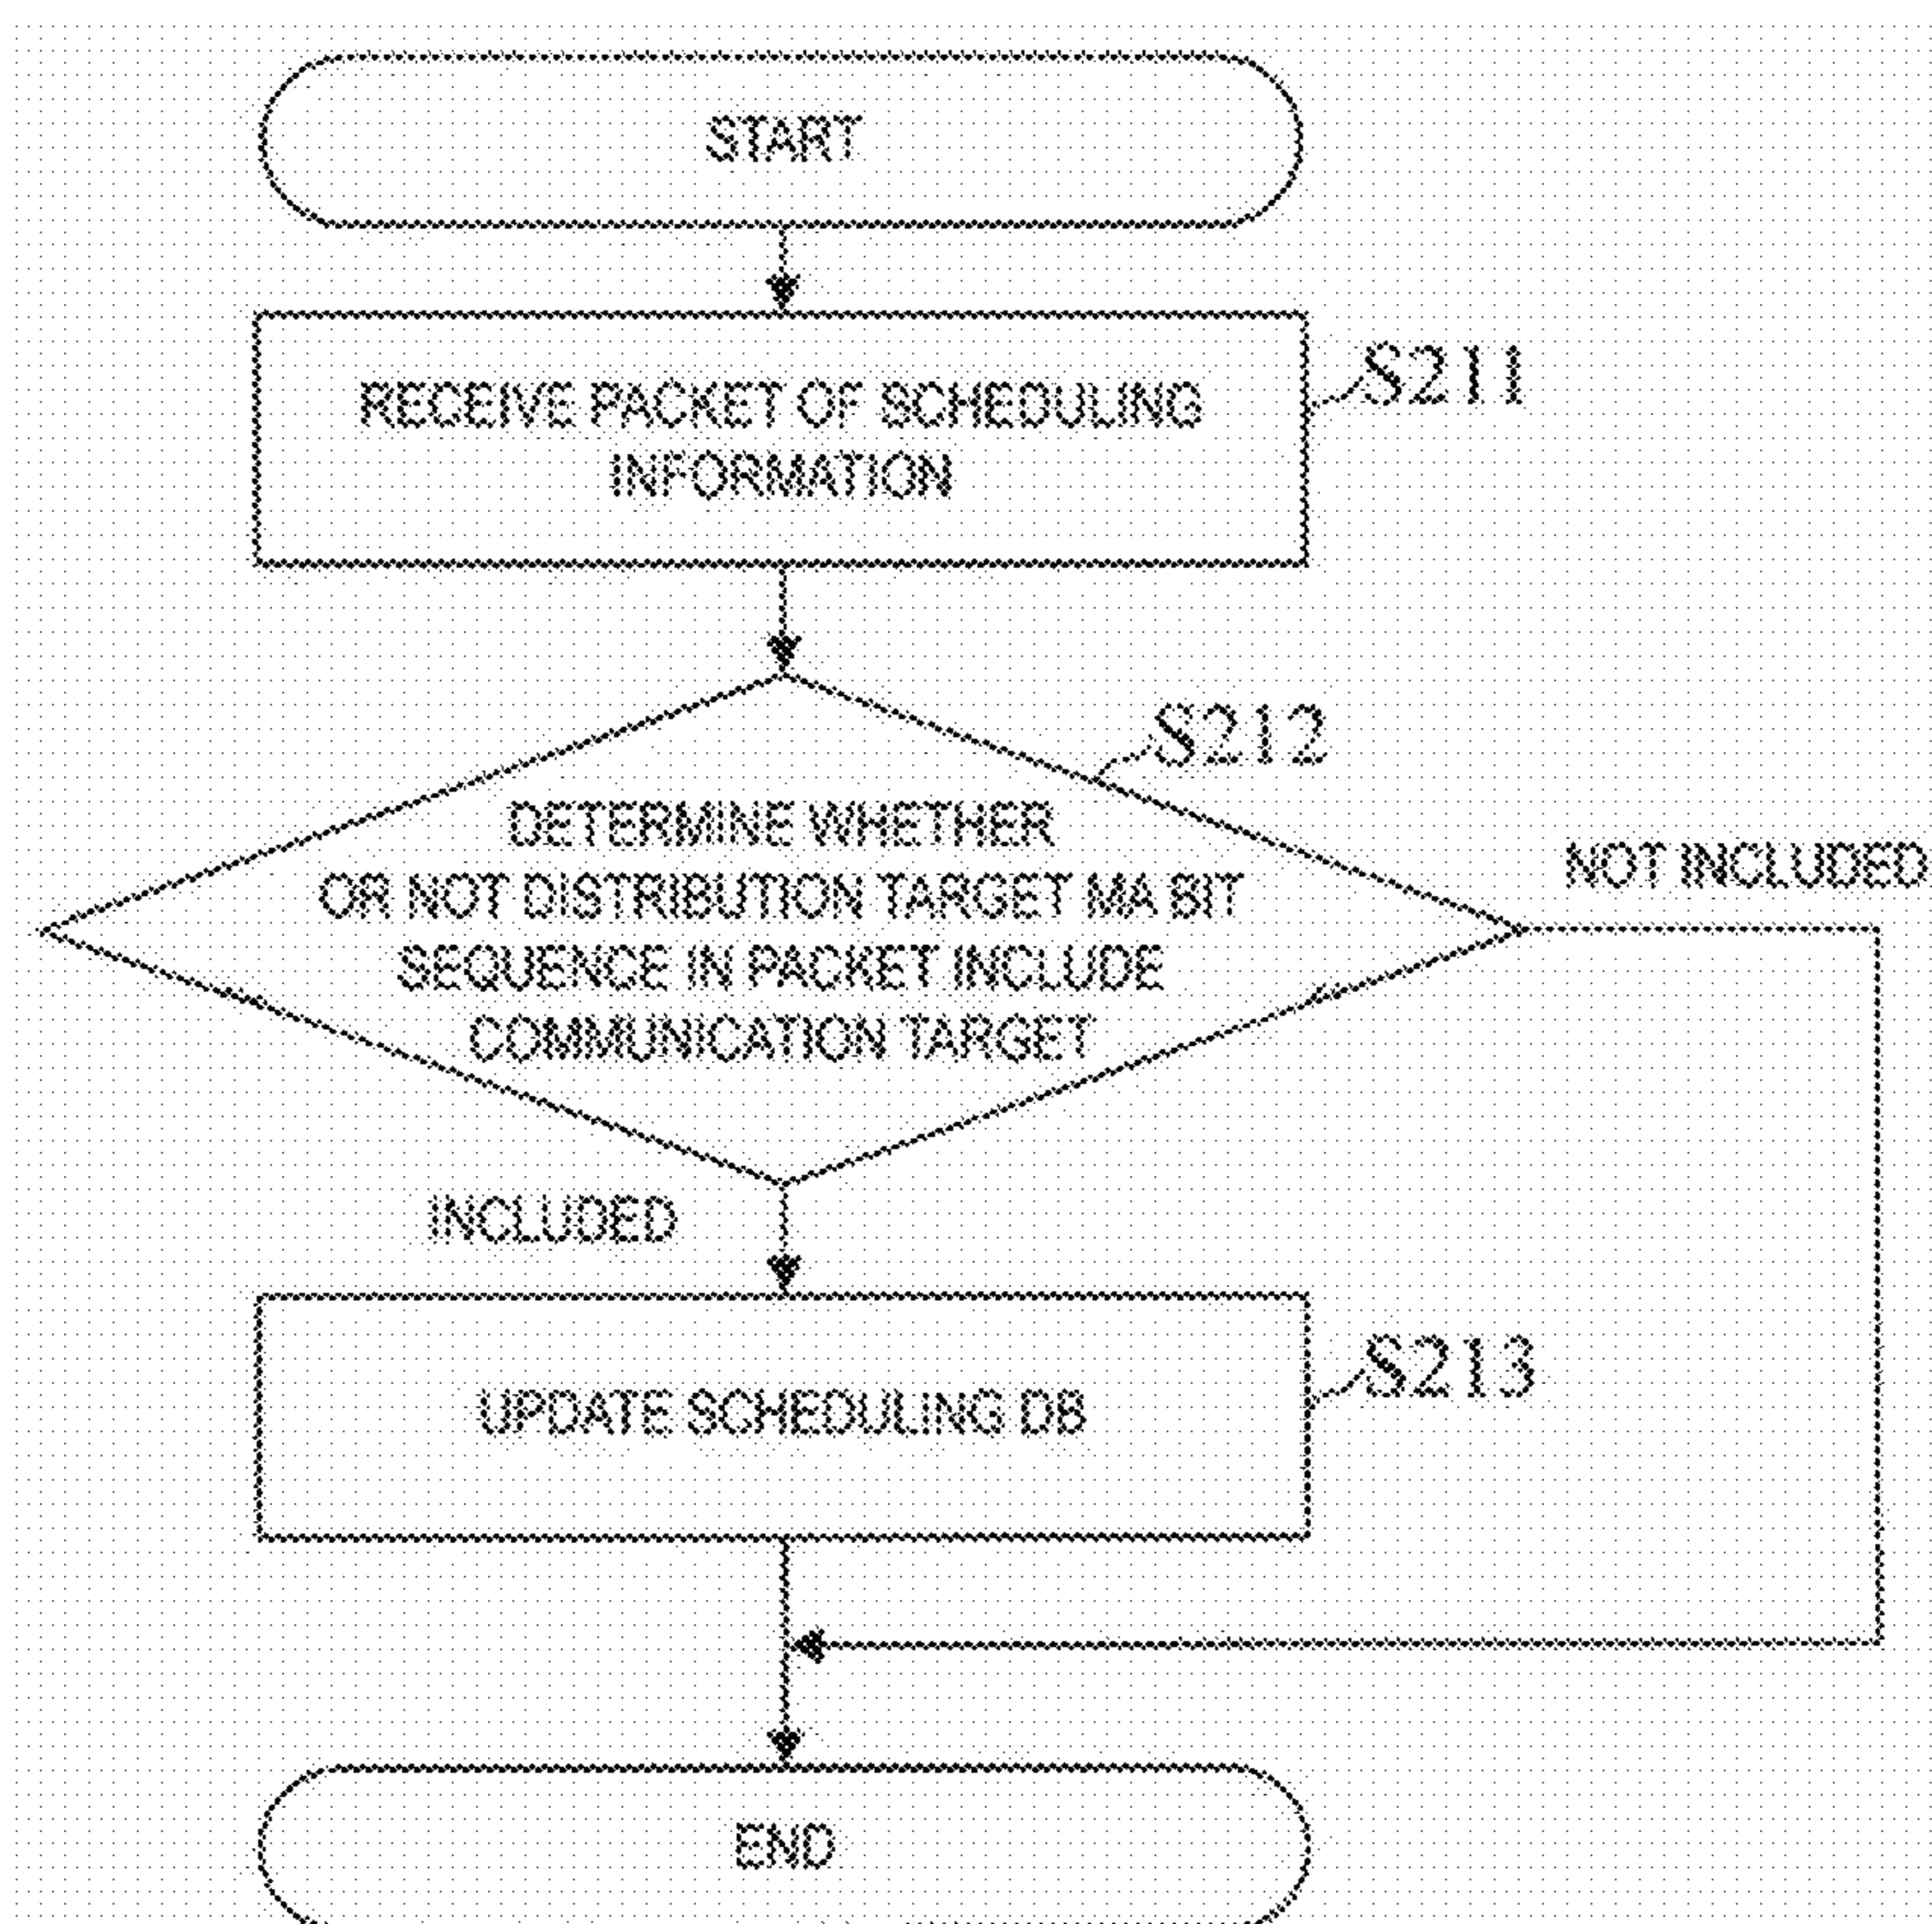 START
RECEIVE PACKET OF SCHEDULING
INFORMATION
S211
S212
DETERMINE WHETHER
OR NOT DISTRIBUTION TARGET MA BIT
SEQUENCE IN PACKET INCLUDE
COMMUNICATION TARGET
NOT INCLUDED
INCLUDED
UPDATE SCHEDULING DB
S213
END